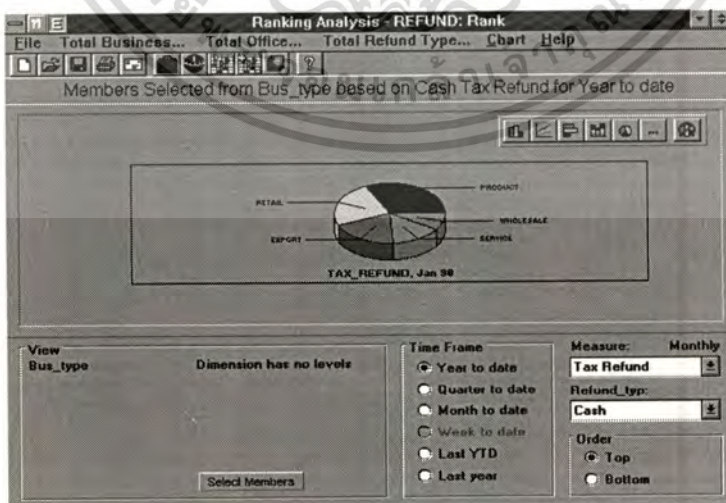 Ranking Analysis - REFUND: Rank
File Total Business... Total Office... Total Refund Type... Chart Help
Members Selected from Bus_type based on Cash Tax Refund for Year to date
PRODUCT
RETAIL
WHOLESALE
EXPORT
SERVICE
TAX_REFUND, Jan 98
View
Bus_type Dimension has no levels
Select Members
Time Frame
Year to date
Quarter to date
Month to date
Week to date
Last YTD
Last year
Measure: Monthly
Tax Refund
Refund_typ:
Cash
Order
Top
Bottom